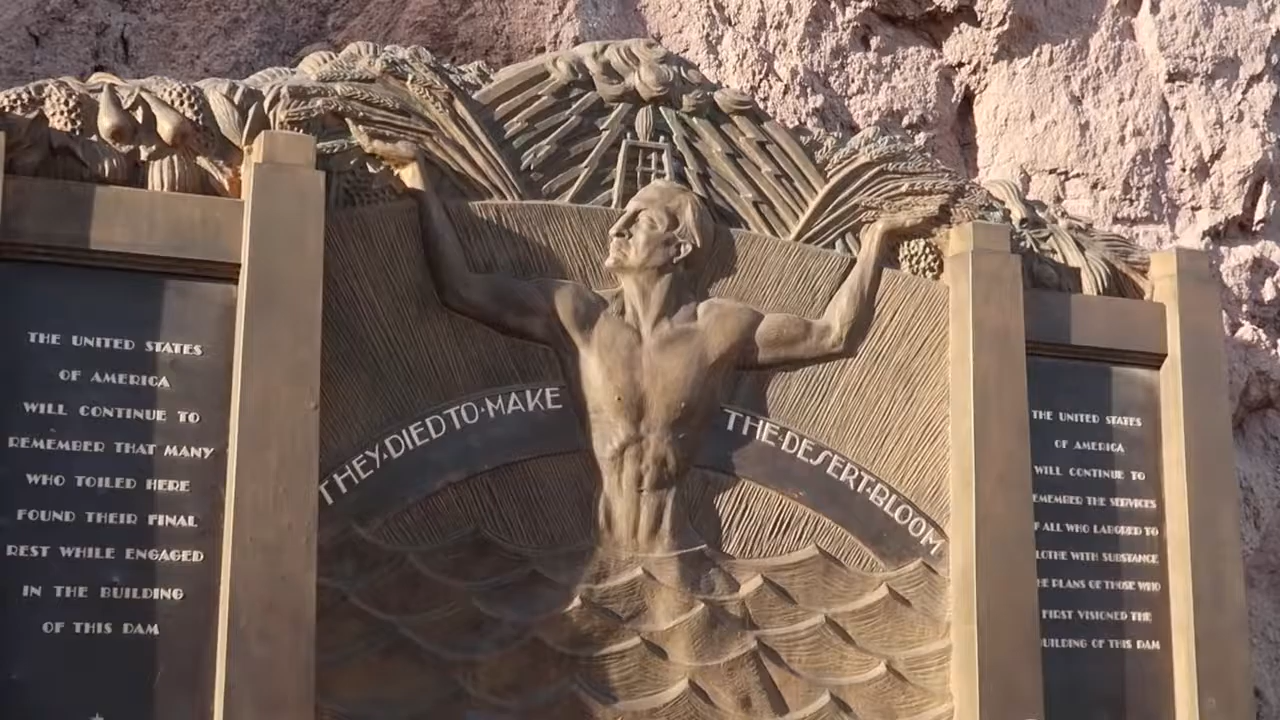 THE UNITED STATES
OF AMERICA
WILL CONTINUE TO
REMEMBER THAT MANY
WHO TOILED HERE
FOUND THEIR FINAL
REST WHILE ENGAGED
IN THE BUILDING
OF THIS DAM
THEY·DIED·TO·MAKE
THE·DESERT·BLOOM
THE UNITED STATES
OF AMERICA
WILL CONTINUE TO
EMEMBER THE SERVICES
F ALL WHO LABORED TO
LOTHE WITH SUBSTANCE
HE PLANS OF THOSE WHO
FIRST VISIONED THE
UILDING OF THIS DAM